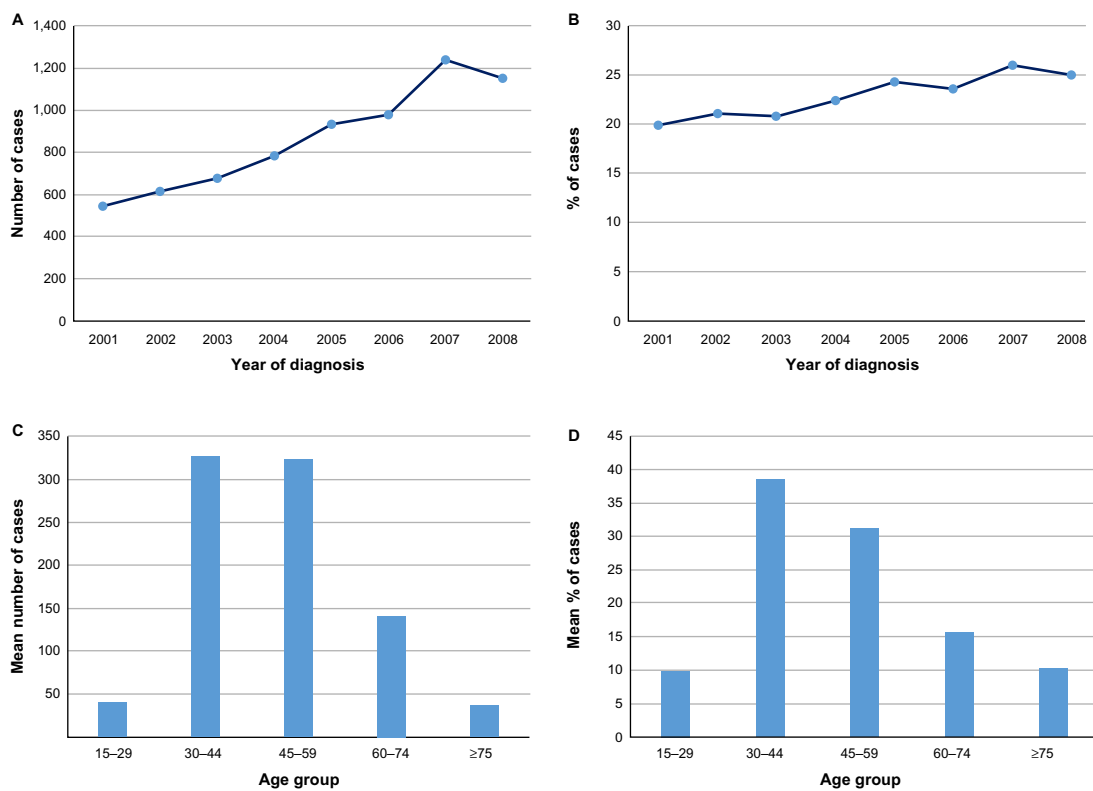 A
Number of cases
1,400
1,200
1,000
800
600
400
200
0
2001 2002 2003 2004 2005 2006 2007 2008
Year of diagnosis
B
% of cases
30
25
20
15
10
5
0
2001 2002 2003 2004 2005 2006 2007 2008
Year of diagnosis
C
Mean number of cases
350
300
250
200
150
100
50
15–29 30–44 45–59 60–74 ≥75
Age group
D
Mean % of cases
45
40
35
30
25
20
15
10
5
0
15–29 30–44 45–59 60–74 ≥75
Age group